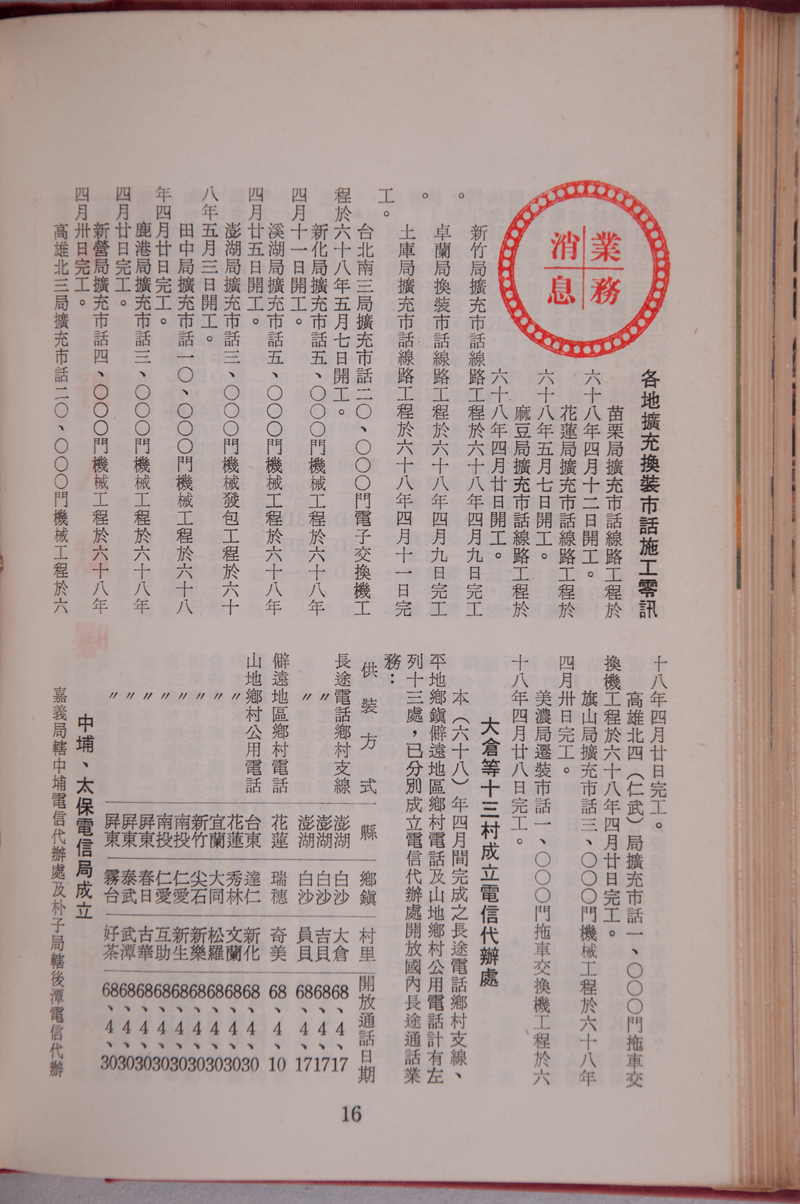 業務
消息
各地擴充換裝市話施工零訊
苗栗局擴充市話線路工程於
六十八年四月十二日開工。
花蓮局擴充市話線路工程於
六十八年五月七日開工。
麻豆局擴充市話線路工程於
六十八年四月廿日開工。
新竹局擴充市話線路工程於六十八年四月九日完工
。
卓蘭局換裝市話線路工程於六十八年四月九日完工
。
土庫局擴充市話線路工程於六十八年四月十一日完
工。
台北南三局擴充市話二〇、〇〇〇門電子交換機工
程於六十八年五月七日開工。
新化局擴充市話五、〇〇〇門機械工程於六十八年
四月十一日開工。
溪湖局擴充市話五、〇〇〇門機械工程於六十八年
四月廿五日開工。
澎湖局擴充市話三、〇〇〇門機械發包工程於六十
八年五月三日開工。
田中局擴充市話一〇、〇〇〇門機械工程於六十八
年四月廿日完工。
鹿港局擴充市話三、〇〇〇門機械工程於六十八年
四月廿日完工。
新營局擴充市話四、〇〇〇門機械工程於六十八年
四月卅日完工。
高雄北三局擴充市話二〇、〇〇〇門機械工程於六
十八年四月廿日完工。
高雄北四（仁武）局擴充市話一、〇〇〇門拖車交
換機工程於六十八年四月廿日完工。
旗山局擴充市話三、〇〇〇門機械工程於六十八年
四月卅日完工。
美濃局遷裝市話一、〇〇〇門拖車交換機工程於六
十八年四月廿八日完工。
大倉等十三村成立電信代辦處
本（六十八）年四月間完成之長途電話鄉村支線、
平地鄉鎮僻遠地區鄉村電話及山地鄉村公用電話計有左
列十三處，已分別成立電信代辦處開放國內長途通話業
務：
供裝方式 縣 鄉鎮 村里 開放通話日期
長途電話鄉村支線 澎湖 白沙 大倉 68、4、17
〃 澎湖 白沙 吉貝 68、4、17
〃 澎湖 白沙 員貝 68、4、17
僻遠地區鄉村電話 花蓮 瑞穗 奇美 68、4、10
山地鄉村公用電話 台東 達仁 新化 68、4、30
〃 花蓮 秀林 文蘭 68、4、30
〃 宜蘭 大同 松羅 68、4、30
〃 新竹 尖石 新樂 68、4、30
〃 南投 仁愛 新生 68、4、30
〃 南投 仁愛 互助 68、4、30
〃 屏東 春日 古華 68、4、30
〃 屏東 泰武 武潭 68、4、30
〃 屏東 霧台 好茶 68、4、30
中埔、太保電信局成立
嘉義局轄中埔電信代辦處及朴子局轄後潭電信代辦
16